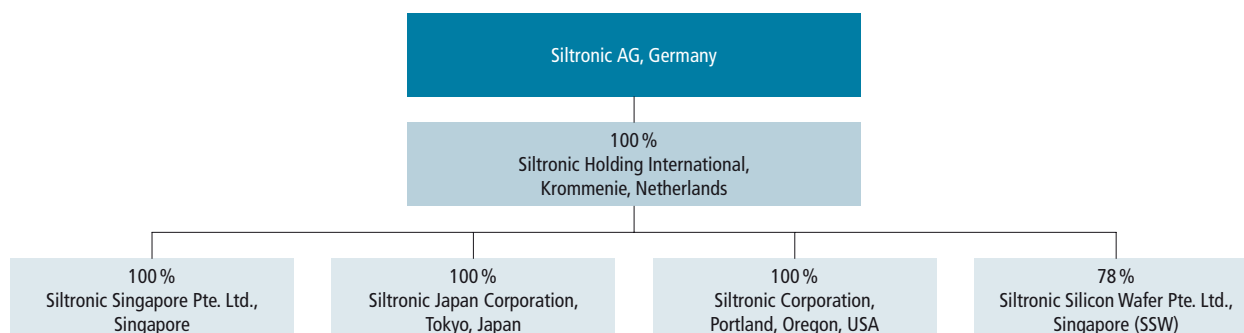 Siltronic AG, Germany
100 %
Siltronic Holding International,
Krommenie, Netherlands
100 %
Siltronic Singapore Pte. Ltd.,
Singapore
100 %
Siltronic Japan Corporation,
Tokyo, Japan
100 %
Siltronic Corporation,
Portland, Oregon, USA
78 %
Siltronic Silicon Wafer Pte. Ltd.,
Singapore (SSW)